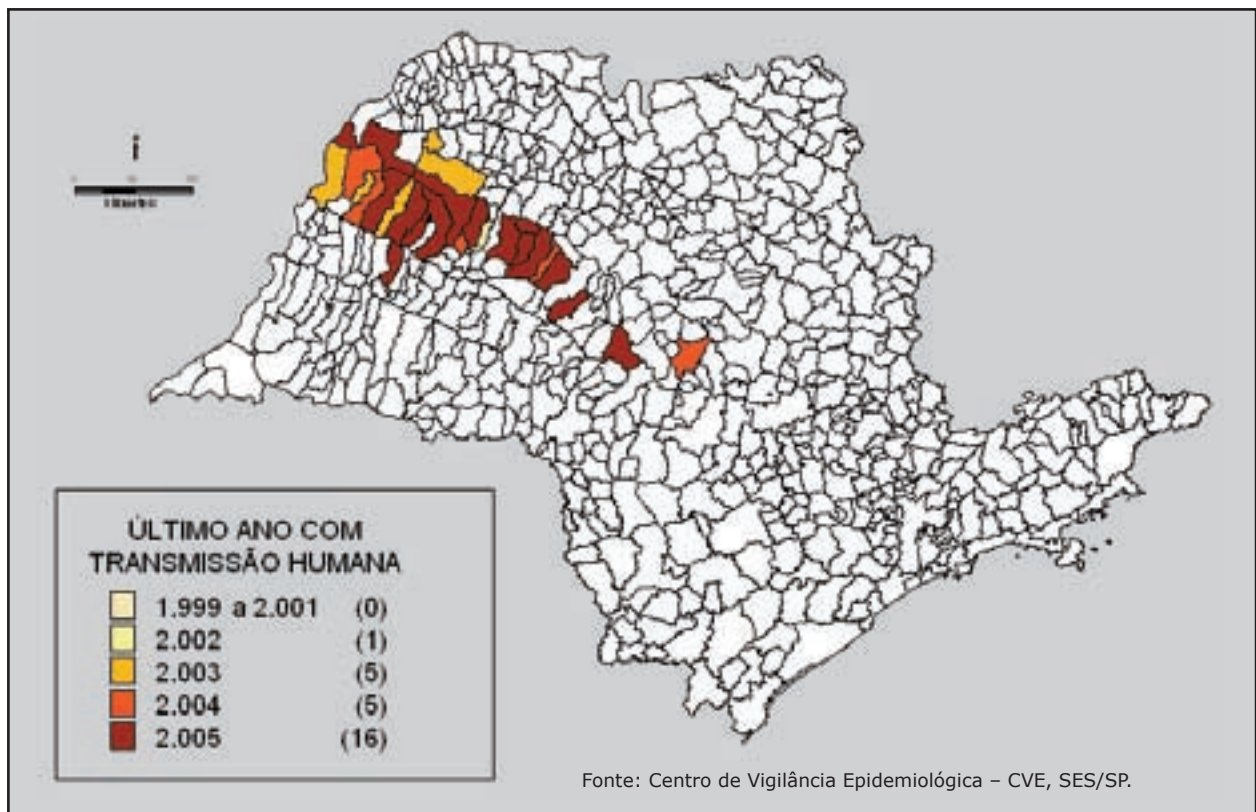 ÚLTIMO ANO COM
TRANSMISSÃO HUMANA
1.999 a 2.001 (0)
2.002 (1)
2.003 (5)
2.004 (5)
2.005 (16)
Fonte: Centro de Vigilância Epidemiológica – CVE, SES/SP.